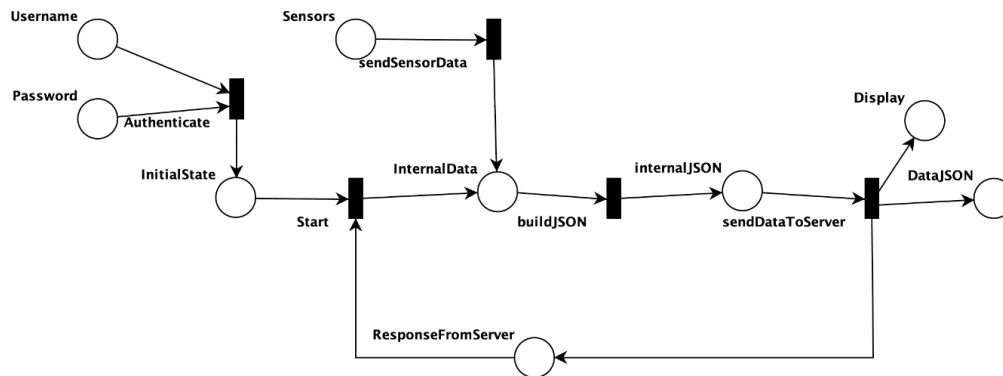 Username
Sensors
sendSensorData
Password
Authenticate
Display
InitialState
InternalData
internalJSON
DataJSON
Start
buildJSON
sendDataToServer
ResponseFromServer